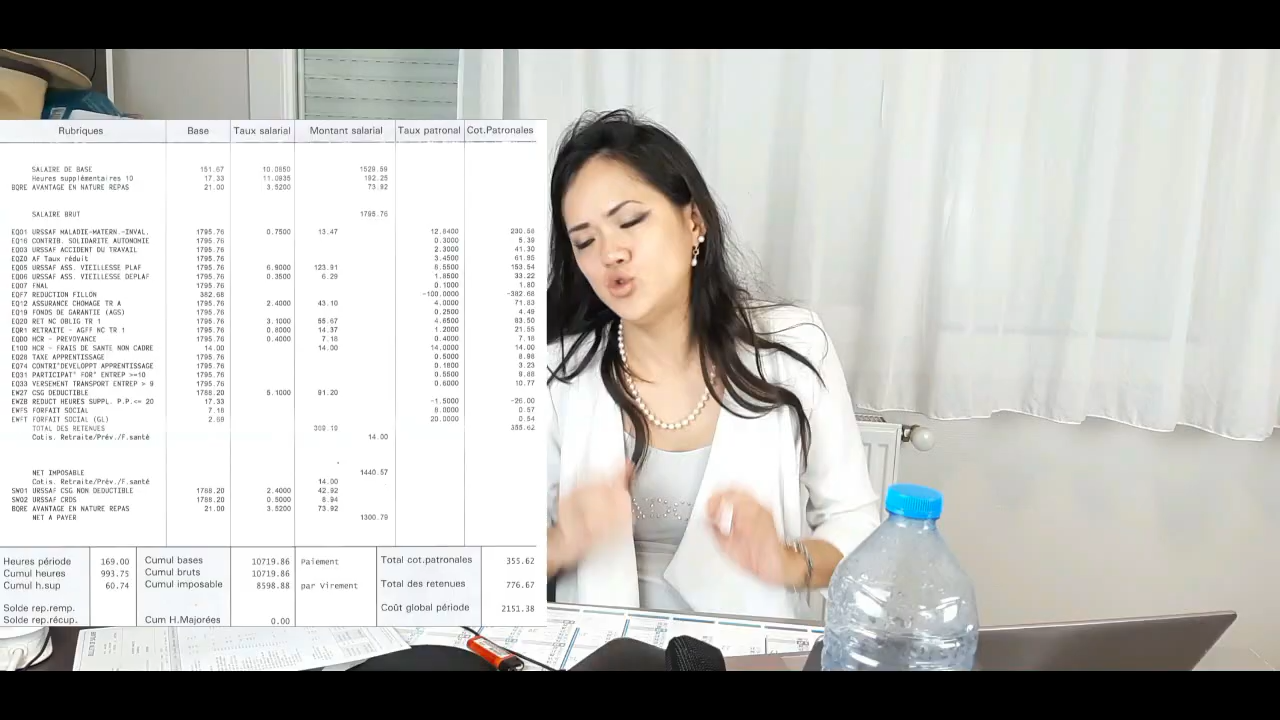 Rubriques Base Taux salarial Montant salarial Taux patronal Cot.Patronales
SALAIRE DE BASE 151.67 10.0850 1529.59
Heures supplémentaires 10 17.33 11.0935 192.25
BQRE AVANTAGE EN NATURE REPAS 21.00 3.5200 73.92
SALAIRE BRUT 1795.76
EQ01 URSSAF MALADIE-MATERN.-INVAL. 1795.76 0.7500 13.47 12.8400 230.58
EQ16 CONTRIB. SOLIDARITE AUTONOMIE 1795.76 0.3000 5.39
EQ03 URSSAF ACCIDENT DU TRAVAIL 1795.76 2.3000 41.30
EQZ0 AF Taux réduit 1795.76 3.4500 61.95
EQ05 URSSAF ASS. VIEILLESSE PLAF 1795.76 6.9000 123.91 8.5500 153.54
EQ06 URSSAF ASS. VIEILLESSE DEPLAF 1795.76 0.3500 6.29 1.8500 33.22
EQ07 FNAL 1795.76 0.1000 1.80
EQF7 REDUCTION FILLON 382.68 -100.0000 -382.68
EQ12 ASSURANCE CHOMAGE TR A 1795.76 2.4000 43.10 4.0000 71.83
EQ19 FONDS DE GARANTIE (AGS) 1795.76 0.2500 4.49
EQ20 RET NC OBLIG TR 1 1795.76 3.1000 55.67 4.6500 83.50
EQR1 RETRAITE - AGFF NC TR 1 1795.76 0.8000 14.37 1.2000 21.55
EQ00 HCR - PREVOYANCE 1795.76 0.4000 7.18 0.4000 7.18
E100 HCR - FRAIS DE SANTE NON CADRE 14.00 14.00 14.0000 14.00
EQ28 TAXE APPRENTISSAGE 1795.76 0.5000 8.98
EQ74 CONTRI°DEVELOPPT APPRENTISSAGE 1795.76 0.1800 3.23
EQ31 PARTICIPAT° FOR° ENTREP >=10 1795.76 0.5500 9.88
EQ33 VERSEMENT TRANSPORT ENTREP > 9 1795.76 0.6000 10.77
EW27 CSG DEDUCTIBLE 1788.20 5.1000 91.20
EWZB REDUCT HEURES SUPPL. P.P.<= 20 17.33 -1.5000 -26.00
EWFS FORFAIT SOCIAL 7.18 8.0000 0.57
EWFT FORFAIT SOCIAL (GL) 2.69 20.0000 0.54
TOTAL DES RETENUES 369.19 355.62
Cotis. Retraite/Prév./F.santé 14.00
NET IMPOSABLE 1440.57
Cotis. Retraite/Prév./F.santé 14.00
SW01 URSSAF CSG NON DEDUCTIBLE 1788.20 2.4000 42.92
SW02 URSSAF CRDS 1788.20 0.5000 8.94
BQRE AVANTAGE EN NATURE REPAS 21.00 3.5200 73.92
NET A PAYER 1300.79
Heures période 169.00 Cumul bases 10719.86 Paiement Total cot.patronales 355.62
Cumul heures 993.75 Cumul bruts 10719.86
Cumul h.sup 60.74 Cumul imposable 8598.88 par Virement Total des retenues 776.67
Solde rep.remp. Coût global période 2151.38
Solde rep.récup. Cum H.Majorées 0.00